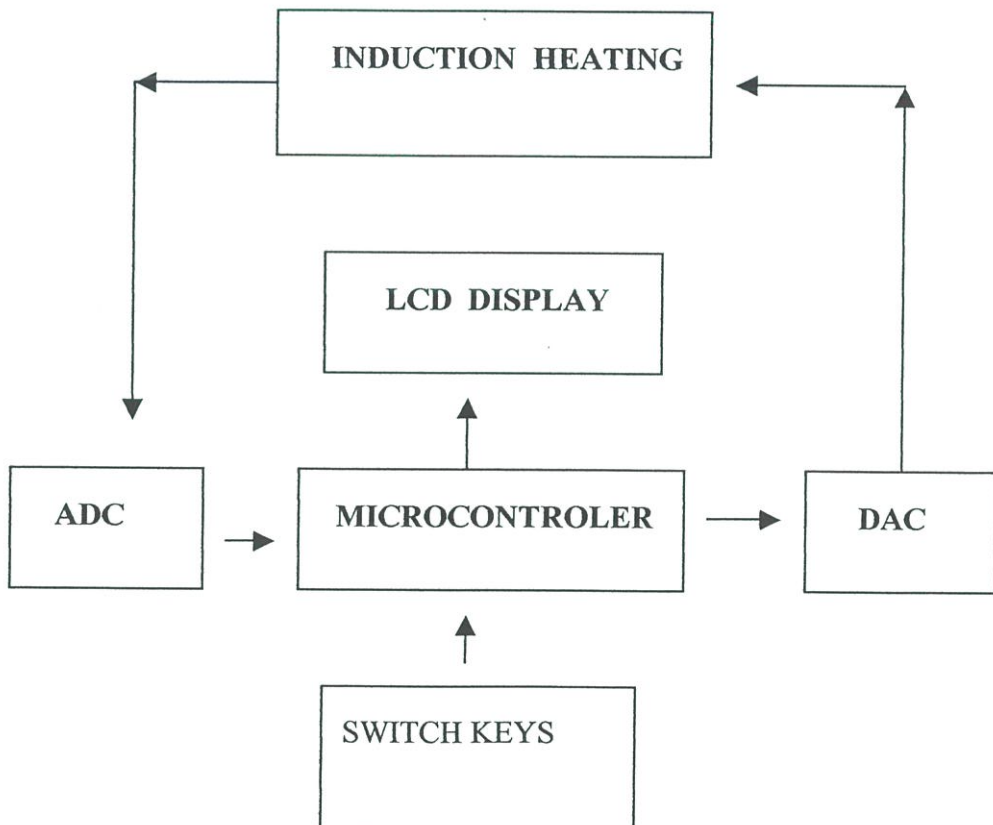 INDUCTION HEATING
LCD DISPLAY
ADC
MICROCONTROLER
DAC
SWITCH KEYS